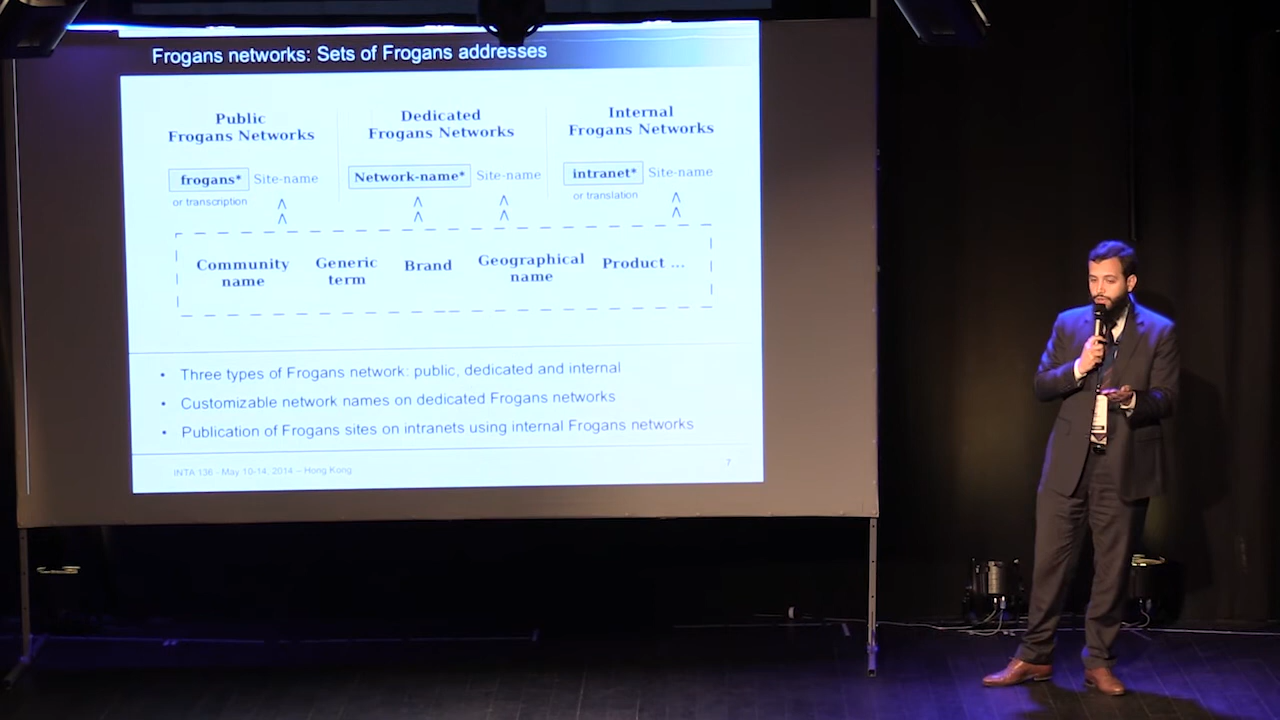 Frogans networks: Sets of Frogans addresses
Public
Frogans Networks
Dedicated
Frogans Networks
Internal
Frogans Networks
frogans* Site-name
or transcription
Network-name* Site-name
intranet* Site-name
or translation
Community
name
Generic
term
Brand
Geographical
name
Product ...
• Three types of Frogans network: public, dedicated and internal
• Customizable network names on dedicated Frogans networks
• Publication of Frogans sites on intranets using internal Frogans networks
INTA 136 - May 10-14, 2014 – Hong Kong
7